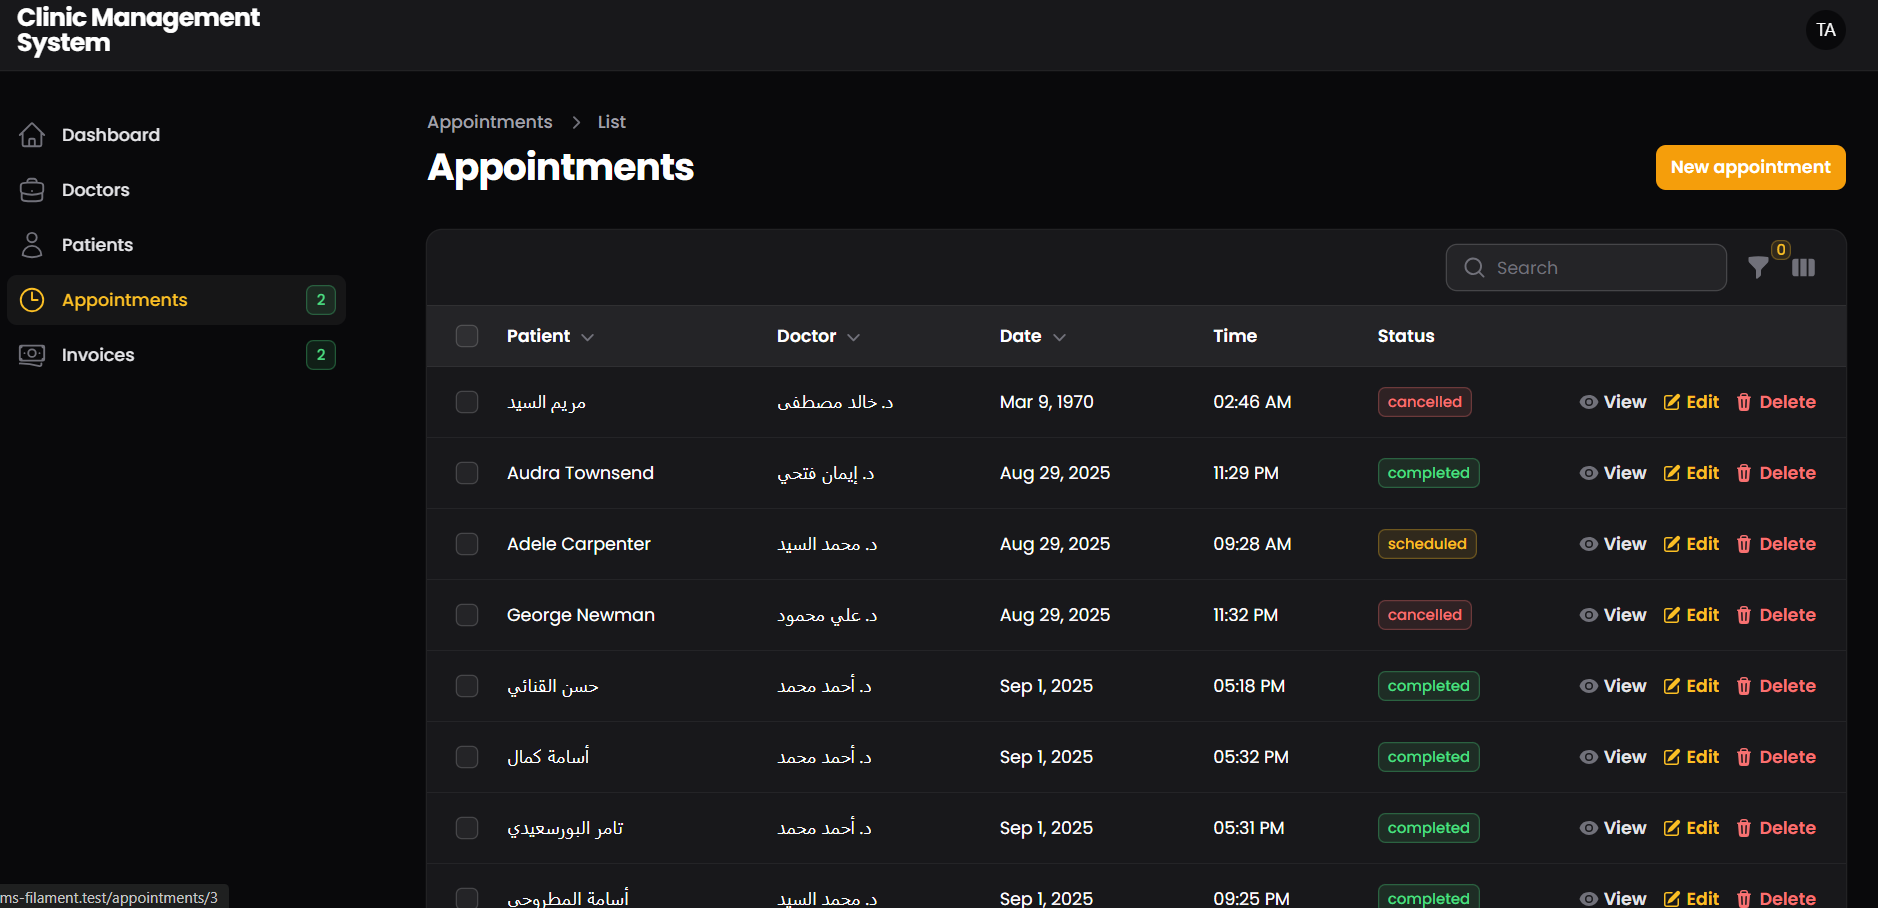 Clinic Management
System
TA
Dashboard
Doctors
Patients
Appointments 2
Invoices 2
Appointments > List
Appointments
New appointment
Search
0
Patient Doctor Date Time Status
مريم السيد د. خالد مصطفى Mar 9, 1970 02:46 AM cancelled View Edit Delete
Audra Townsend د. إيمان فتحي Aug 29, 2025 11:29 PM completed View Edit Delete
Adele Carpenter د. محمد السيد Aug 29, 2025 09:28 AM scheduled View Edit Delete
George Newman د. علي محمود Aug 29, 2025 11:32 PM cancelled View Edit Delete
حسن القنائي د. أحمد محمد Sep 1, 2025 05:18 PM completed View Edit Delete
أسامة كمال د. أحمد محمد Sep 1, 2025 05:32 PM completed View Edit Delete
تامر البورسعيدي د. أحمد محمد Sep 1, 2025 05:31 PM completed View Edit Delete
أسامة المطروحي د. محمد السيد Sep 1, 2025 09:25 PM completed View Edit Delete
ms-filament.test/appointments/3